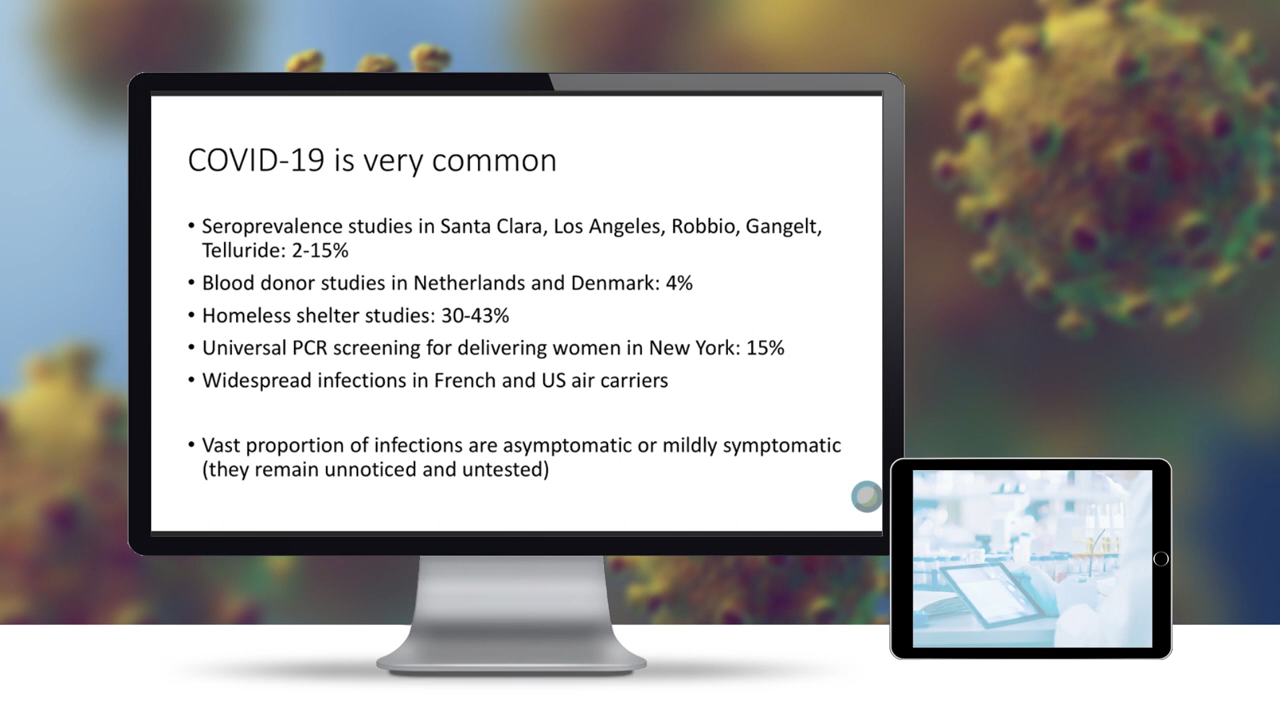 COVID-19 is very common
• Seroprevalence studies in Santa Clara, Los Angeles, Robbio, Gangelt,
Telluride: 2-15%
• Blood donor studies in Netherlands and Denmark: 4%
• Homeless shelter studies: 30-43%
• Universal PCR screening for delivering women in New York: 15%
• Widespread infections in French and US air carriers
• Vast proportion of infections are asymptomatic or mildly symptomatic
(they remain unnoticed and untested)